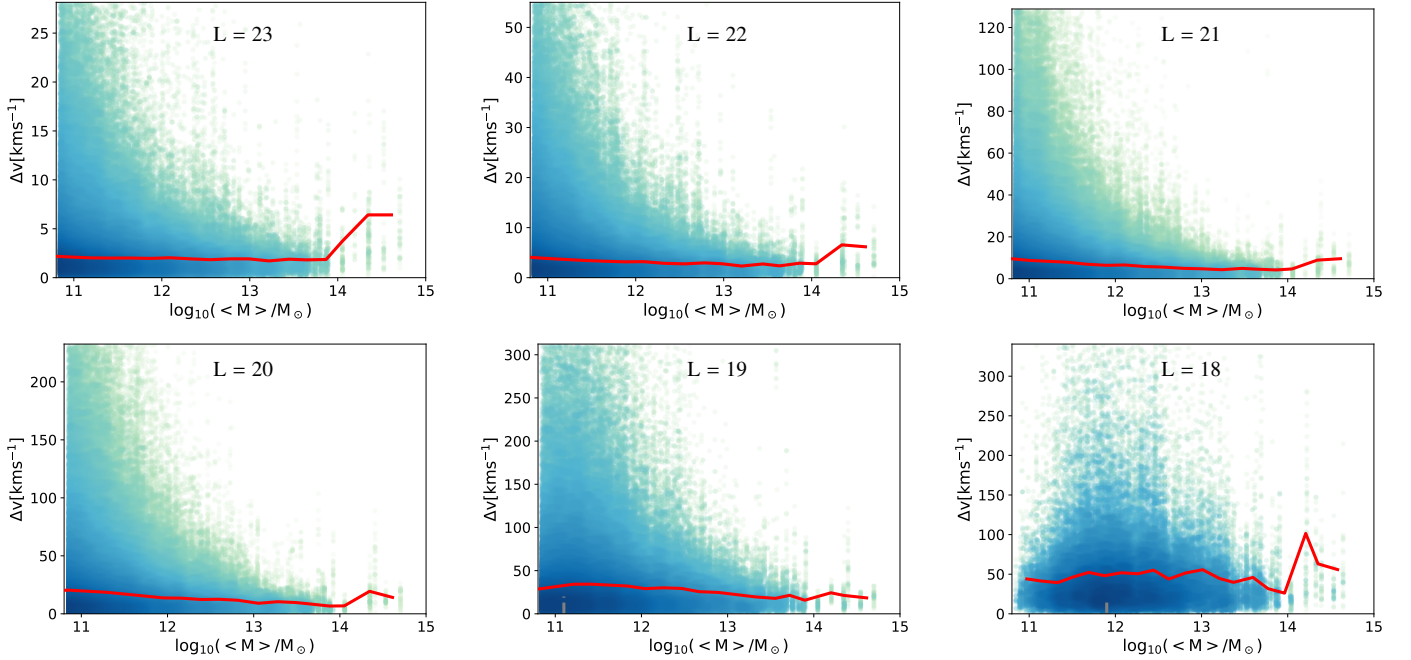 L = 23
25
20
15
10
5
0
Δv[kms⁻¹]
11 12 13 14 15
log₁₀(< M > /M⊙)
L = 22
50
40
30
20
10
0
Δv[kms⁻¹]
11 12 13 14 15
log₁₀(< M > /M⊙)
L = 21
120
100
80
60
40
20
0
Δv[kms⁻¹]
11 12 13 14 15
log₁₀(< M > /M⊙)
L = 20
200
150
100
50
0
Δv[kms⁻¹]
11 12 13 14 15
log₁₀(< M > /M⊙)
L = 19
300
250
200
150
100
50
0
Δv[kms⁻¹]
11 12 13 14 15
log₁₀(< M > /M⊙)
L = 18
300
250
200
150
100
50
0
Δv[kms⁻¹]
11 12 13 14 15
log₁₀(< M > /M⊙)